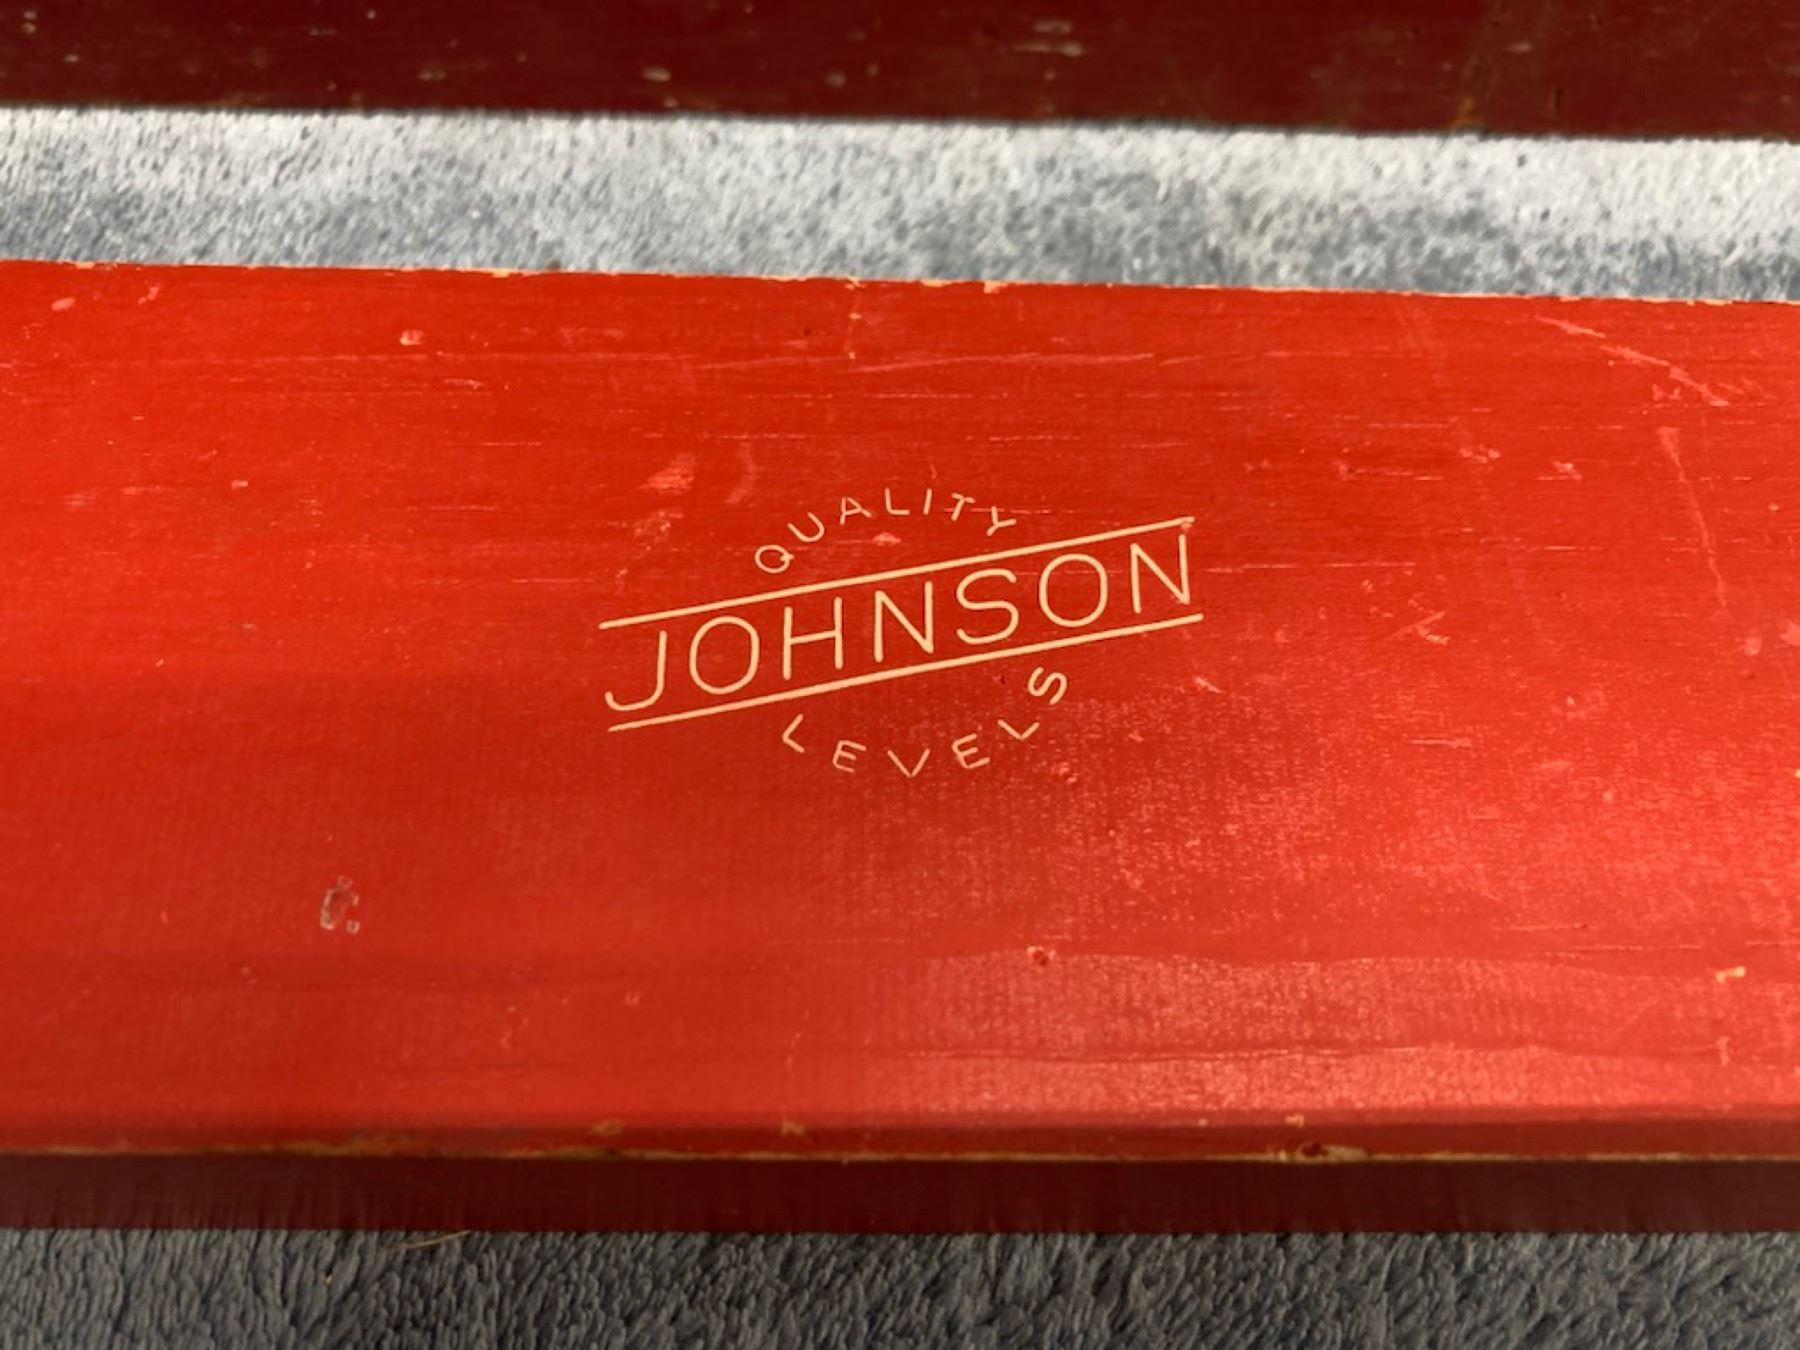 QUALITY
JOHNSON
LEVELS
C.